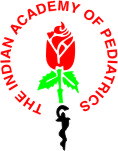 THE INDIAN ACADEMY OF PEDIATRICS